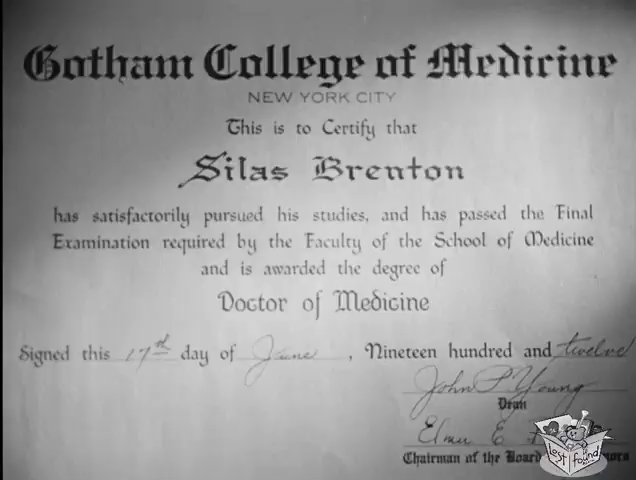 Gotham College of Medicine
NEW YORK CITY
This is to Certify that
Silas Brenton
has satisfactorily pursued his studies, and has passed the Final
Examination required by the Faculty of the School of Medicine
and is awarded the degree of
Doctor of Medicine
Signed this 17th day of June, Nineteen hundred and twelve
John P. Young
Dean
Elmer E
Chairman of the Board
lost found